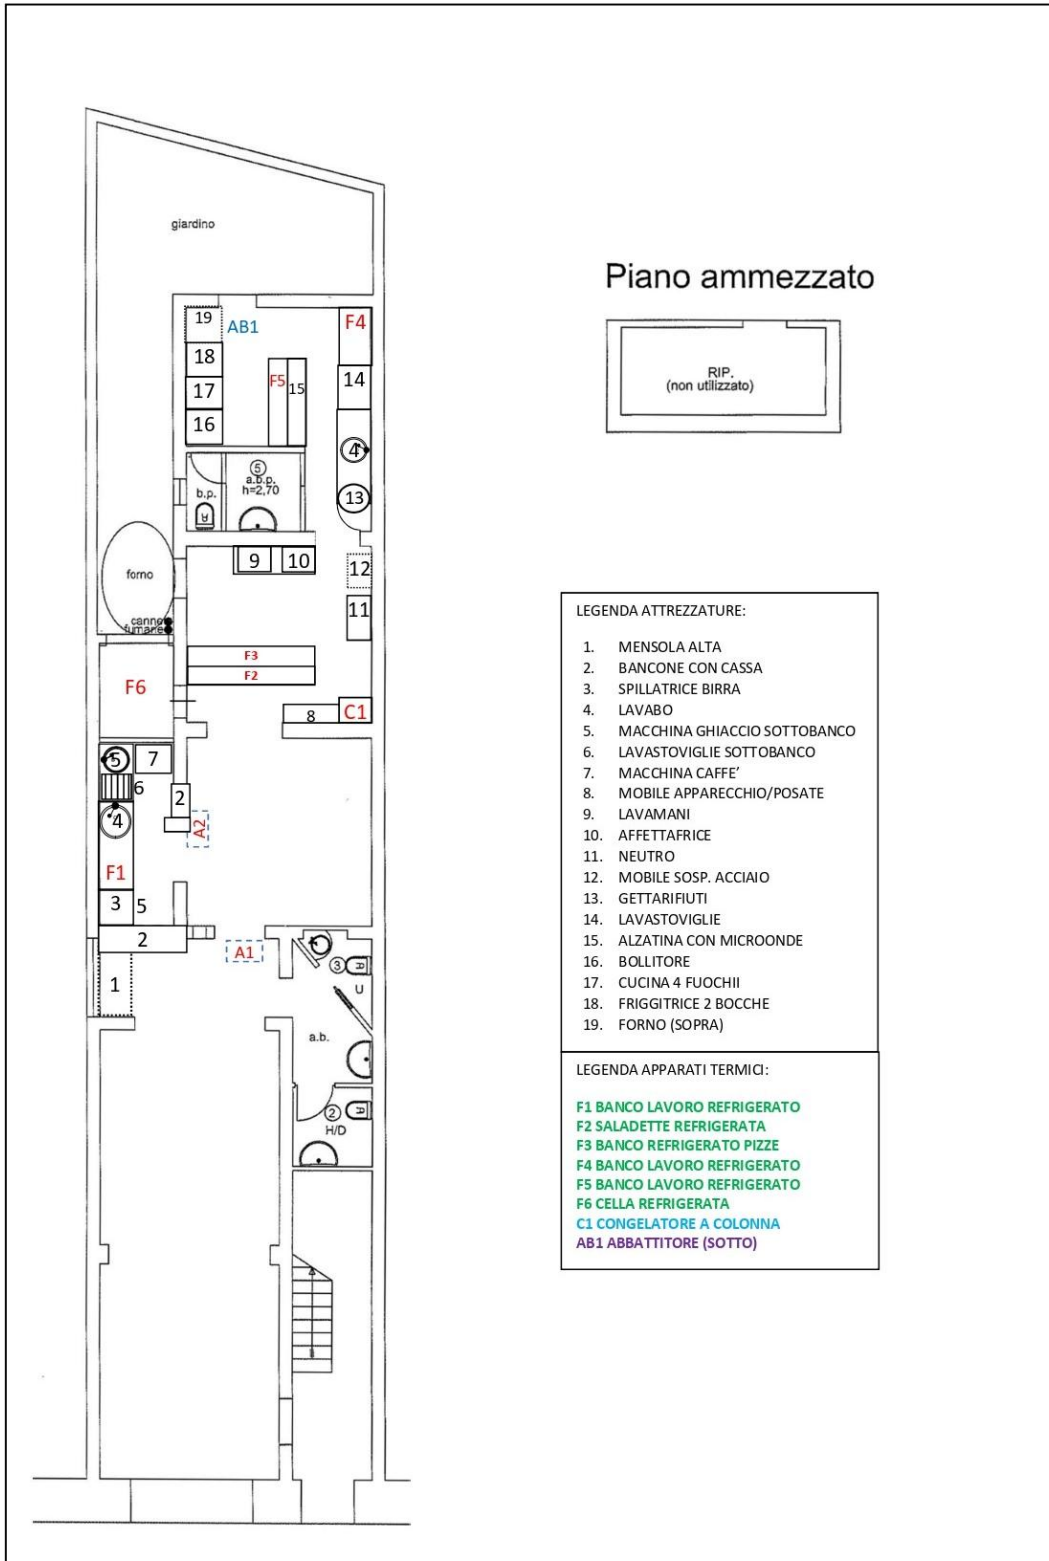 giardino
Piano ammezzato
RIP.
(non utilizzato)
19
AB1
F4
18
17
F5
15
14
16
4
5
a.b.p.
h=2,70
b.p.
13
9
10
12
forno
11
canne
fumarie
F3
F2
F6
8
C1
5
7
6
2
4
A2
F1
3
5
2
A1
1
3
U
a.b.
2
H/D
LEGENDA ATTREZZATURE:
1. MENSOLA ALTA
2. BANCONE CON CASSA
3. SPILLATRICE BIRRA
4. LAVABO
5. MACCHINA GHIACCIO SOTTOBANCO
6. LAVASTOVIGLIE SOTTOBANCO
7. MACCHINA CAFFE’
8. MOBILE APPARECCHIO/POSATE
9. LAVAMANI
10. AFFETTAFRICE
11. NEUTRO
12. MOBILE SOSP. ACCIAIO
13. GETTARIFIUTI
14. LAVASTOVIGLIE
15. ALZATINA CON MICROONDE
16. BOLLITORE
17. CUCINA 4 FUOCHII
18. FRIGGITRICE 2 BOCCHE
19. FORNO (SOPRA)
LEGENDA APPARATI TERMICI:
F1 BANCO LAVORO REFRIGERATO
F2 SALADETTE REFRIGERATA
F3 BANCO REFRIGERATO PIZZE
F4 BANCO LAVORO REFRIGERATO
F5 BANCO LAVORO REFRIGERATO
F6 CELLA REFRIGERATA
C1 CONGELATORE A COLONNA
AB1 ABBATTITORE (SOTTO)